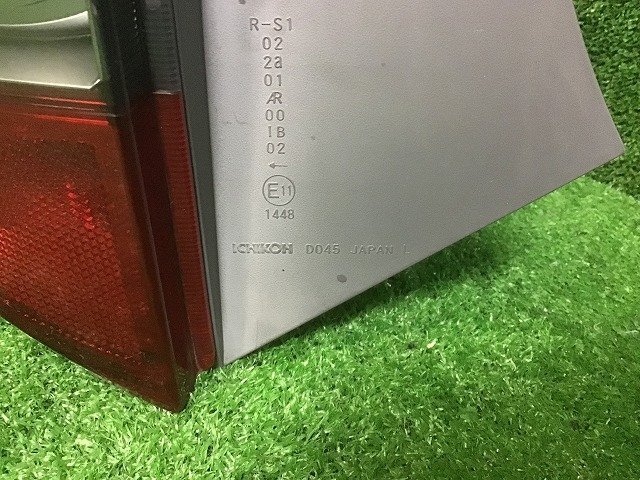 R-S1
02
2a
01
AR
00
IB
02
←
E11
1448
ICHIKOH D045 JAPAN L